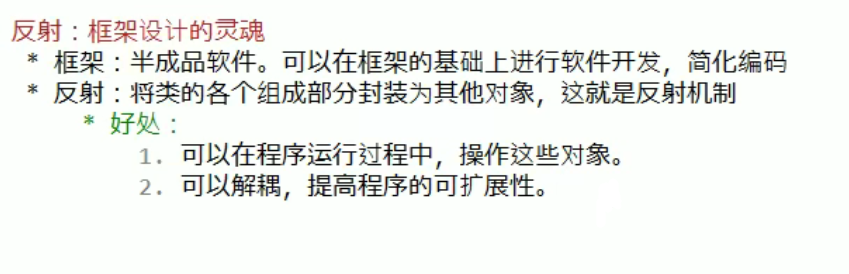 反射：框架设计的灵魂
* 框架：半成品软件。可以在框架的基础上进行软件开发，简化编码
* 反射：将类的各个组成部分封装为其他对象，这就是反射机制
* 好处：
1. 可以在程序运行过程中，操作这些对象。
2. 可以解耦，提高程序的可扩展性。